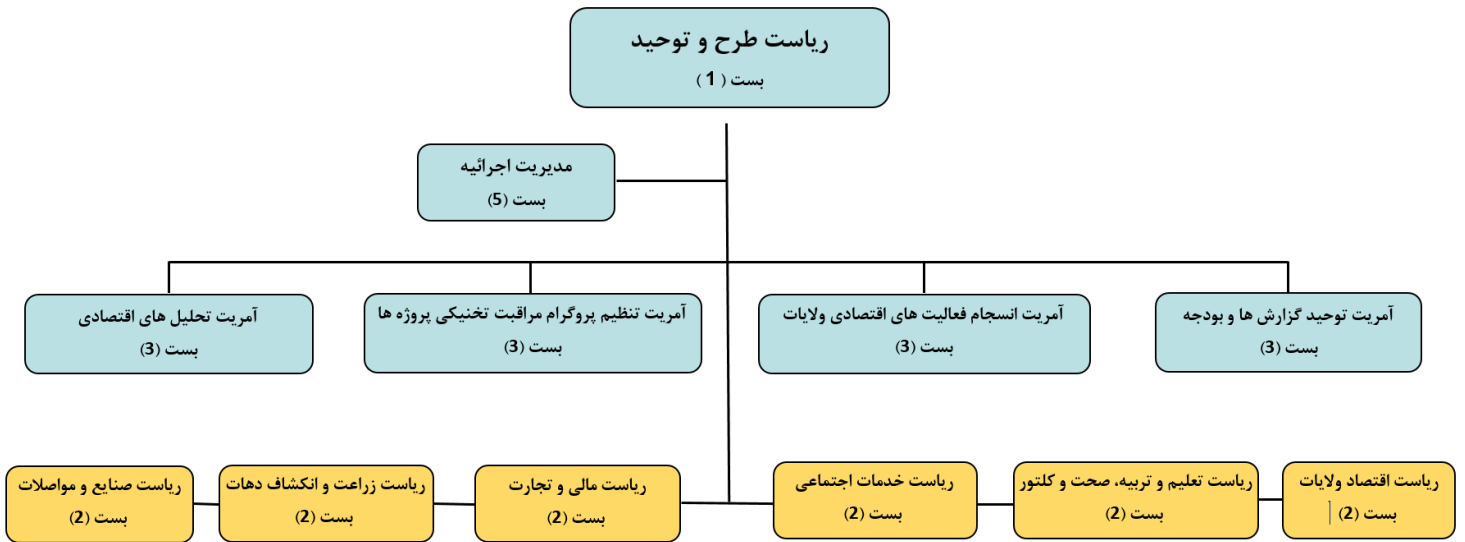 ریاست طرح و توحید
بست ( 1 )
مدیریت اجرائیه
بست (5)
آمریت توحید گزارش ها و بودجه
بست (3)
آمریت انسجام فعالیت های اقتصادی ولایات
بست (3)
آمریت تنظیم پروگرام مراقبت تخنیکی پروژه ها
بست (3)
آمریت تحلیل های اقتصادی
بست (3)
ریاست اقتصاد ولایات
بست (2)
ریاست تعلیم و تربیه، صحت و کلتور
بست (2)
ریاست خدمات اجتماعی
بست (2)
ریاست مالی و تجارت
بست (2)
ریاست زراعت و انکشاف دهات
بست (2)
ریاست صنایع و مواصلات
بست (2)